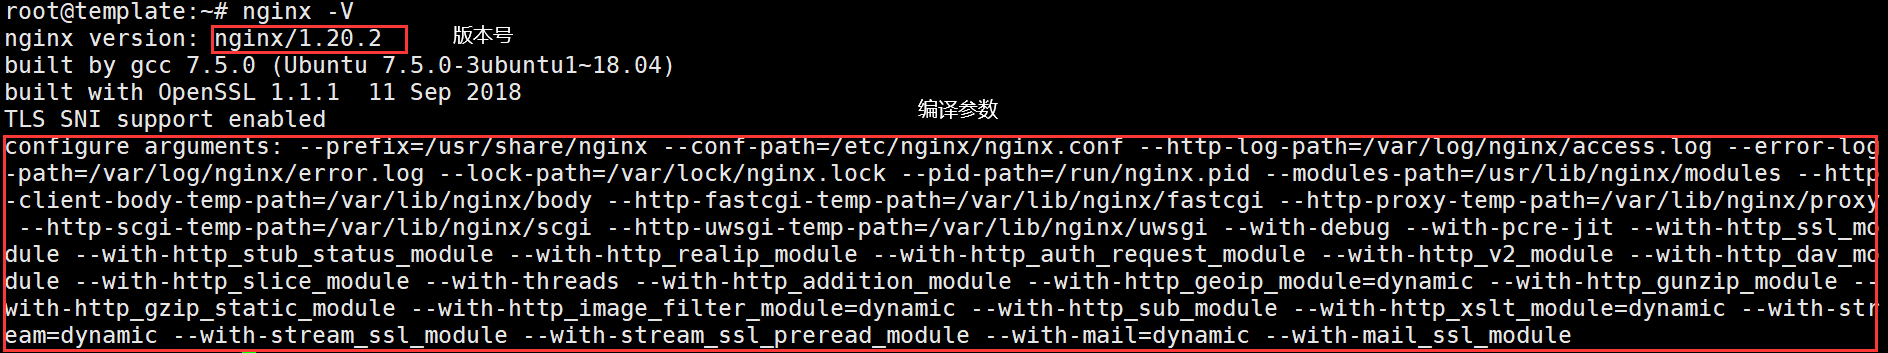 root@template:~# nginx -V
nginx version: nginx/1.20.2 版本号
built by gcc 7.5.0 (Ubuntu 7.5.0-3ubuntu1~18.04)
built with OpenSSL 1.1.1  11 Sep 2018
编译参数
TLS SNI support enabled
configure arguments: --prefix=/usr/share/nginx --conf-path=/etc/nginx/nginx.conf --http-log-path=/var/log/nginx/access.log --error-log
-path=/var/log/nginx/error.log --lock-path=/var/lock/nginx.lock --pid-path=/run/nginx.pid --modules-path=/usr/lib/nginx/modules --http
-client-body-temp-path=/var/lib/nginx/body --http-fastcgi-temp-path=/var/lib/nginx/fastcgi --http-proxy-temp-path=/var/lib/nginx/proxy
 --http-scgi-temp-path=/var/lib/nginx/scgi --http-uwsgi-temp-path=/var/lib/nginx/uwsgi --with-debug --with-pcre-jit --with-http_ssl_mo
dule --with-http_stub_status_module --with-http_realip_module --with-http_auth_request_module --with-http_v2_module --with-http_dav_mo
dule --with-http_slice_module --with-threads --with-http_addition_module --with-http_geoip_module=dynamic --with-http_gunzip_module --
with-http_gzip_static_module --with-http_image_filter_module=dynamic --with-http_sub_module --with-http_xslt_module=dynamic --with-str
eam=dynamic --with-stream_ssl_module --with-stream_ssl_preread_module --with-mail=dynamic --with-mail_ssl_module